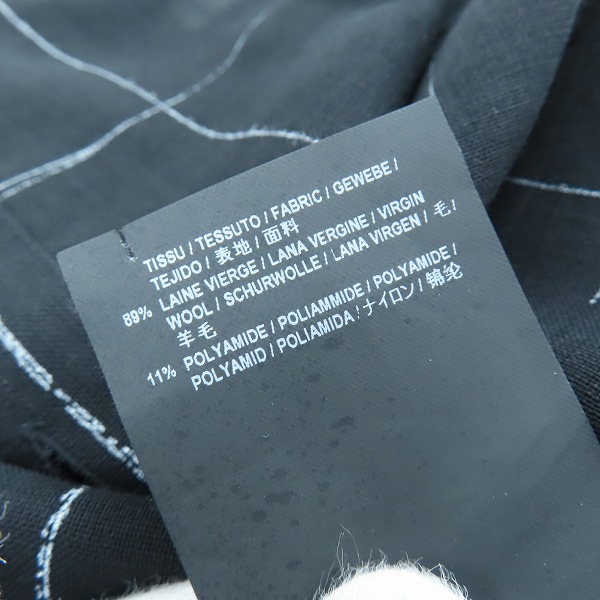 TISSU / TESSUTO / FABRIC / GEWEBE /
TEJIDO / 表地 / 面料
89% LAINE VIERGE / LANA VERGINE / VIRGIN
WOOL / SCHURWOLLE / LANA VIRGEN / 毛 /
羊毛
11% POLYAMIDE / POLIAMMIDE / POLYAMIDE /
POLYAMID / POLIAMIDA / ナイロン / 锦纶